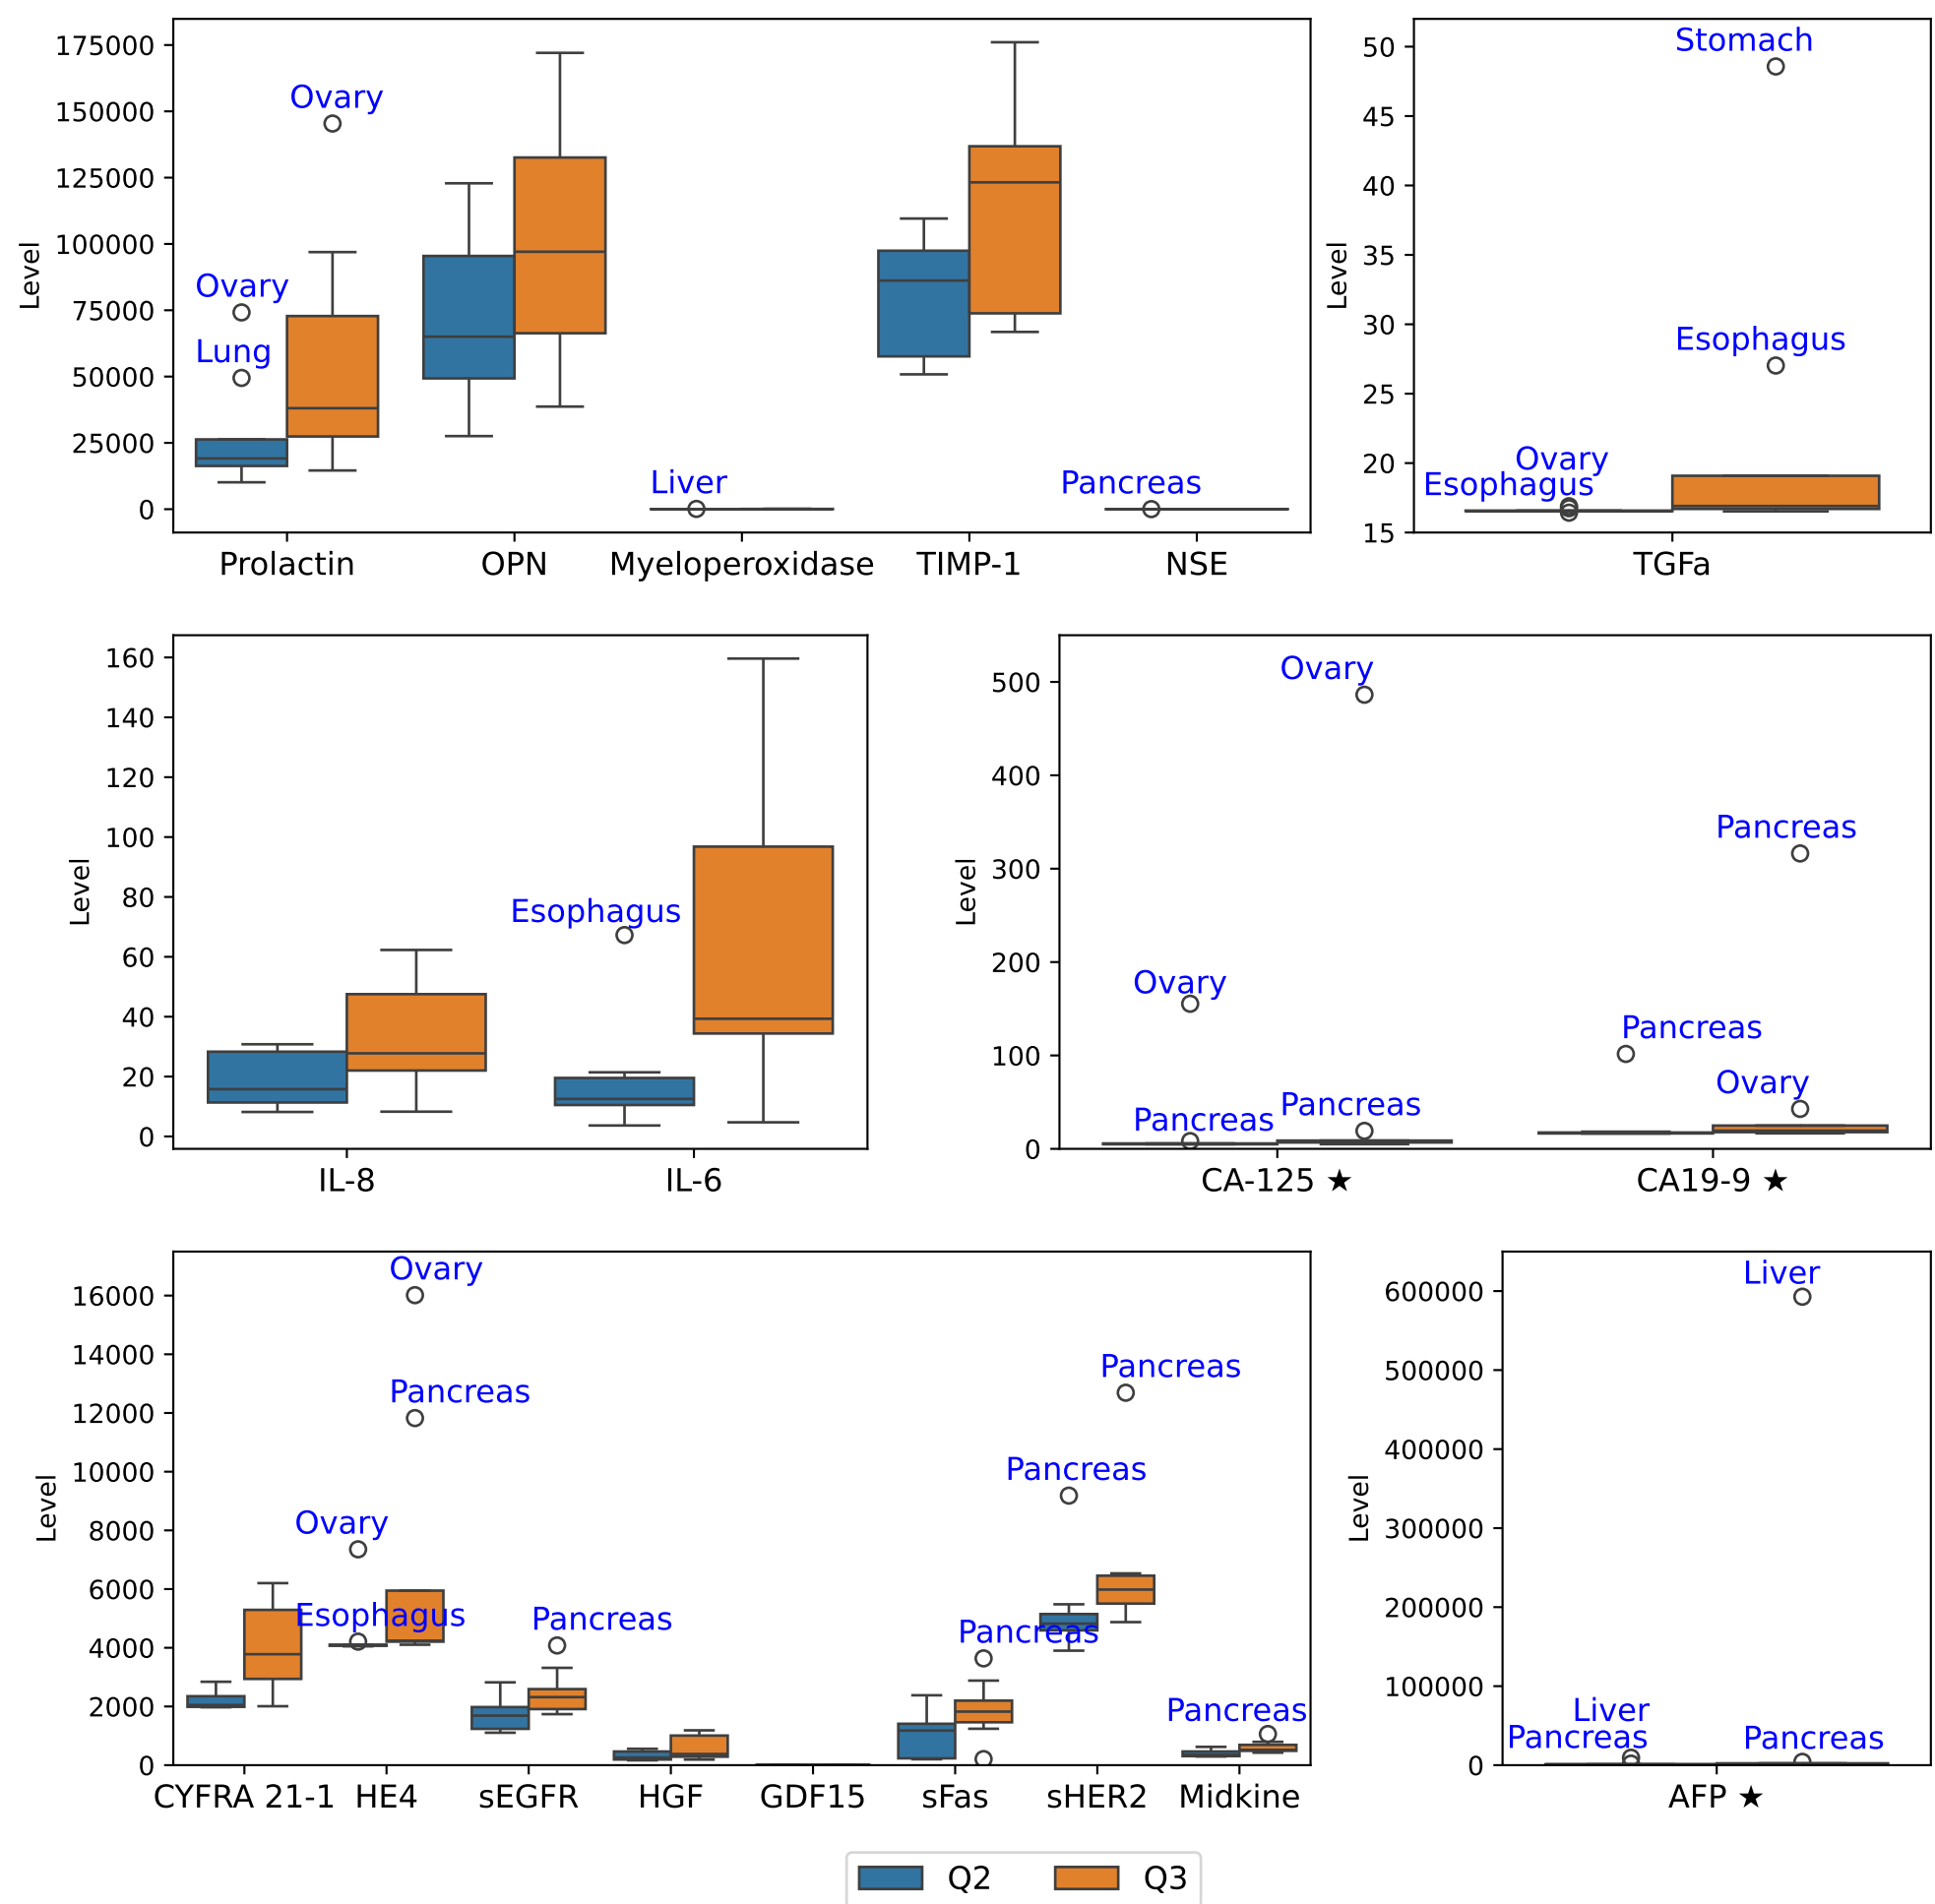 175000
150000
125000
100000
75000
50000
25000
0
Level
Ovary
Ovary
Lung
Liver
Pancreas
Prolactin
OPN
Myeloperoxidase
TIMP-1
NSE
50
45
40
35
30
25
20
15
Level
Stomach
Esophagus
Ovary
Esophagus
TGFa
160
140
120
100
80
60
40
20
0
Level
Esophagus
IL-8
IL-6
500
400
300
200
100
0
Level
Ovary
Pancreas
Ovary
Pancreas
Ovary
Pancreas
Pancreas
CA-125 ★
CA19-9 ★
16000
14000
12000
10000
8000
6000
4000
2000
0
Level
Ovary
Pancreas
Pancreas
Pancreas
Ovary
Esophagus
Pancreas
Pancreas
Pancreas
CYFRA 21-1
HE4
sEGFR
HGF
GDF15
sFas
sHER2
Midkine
600000
500000
400000
300000
200000
100000
0
Level
Liver
Liver
Pancreas
Pancreas
AFP ★
Q2
Q3